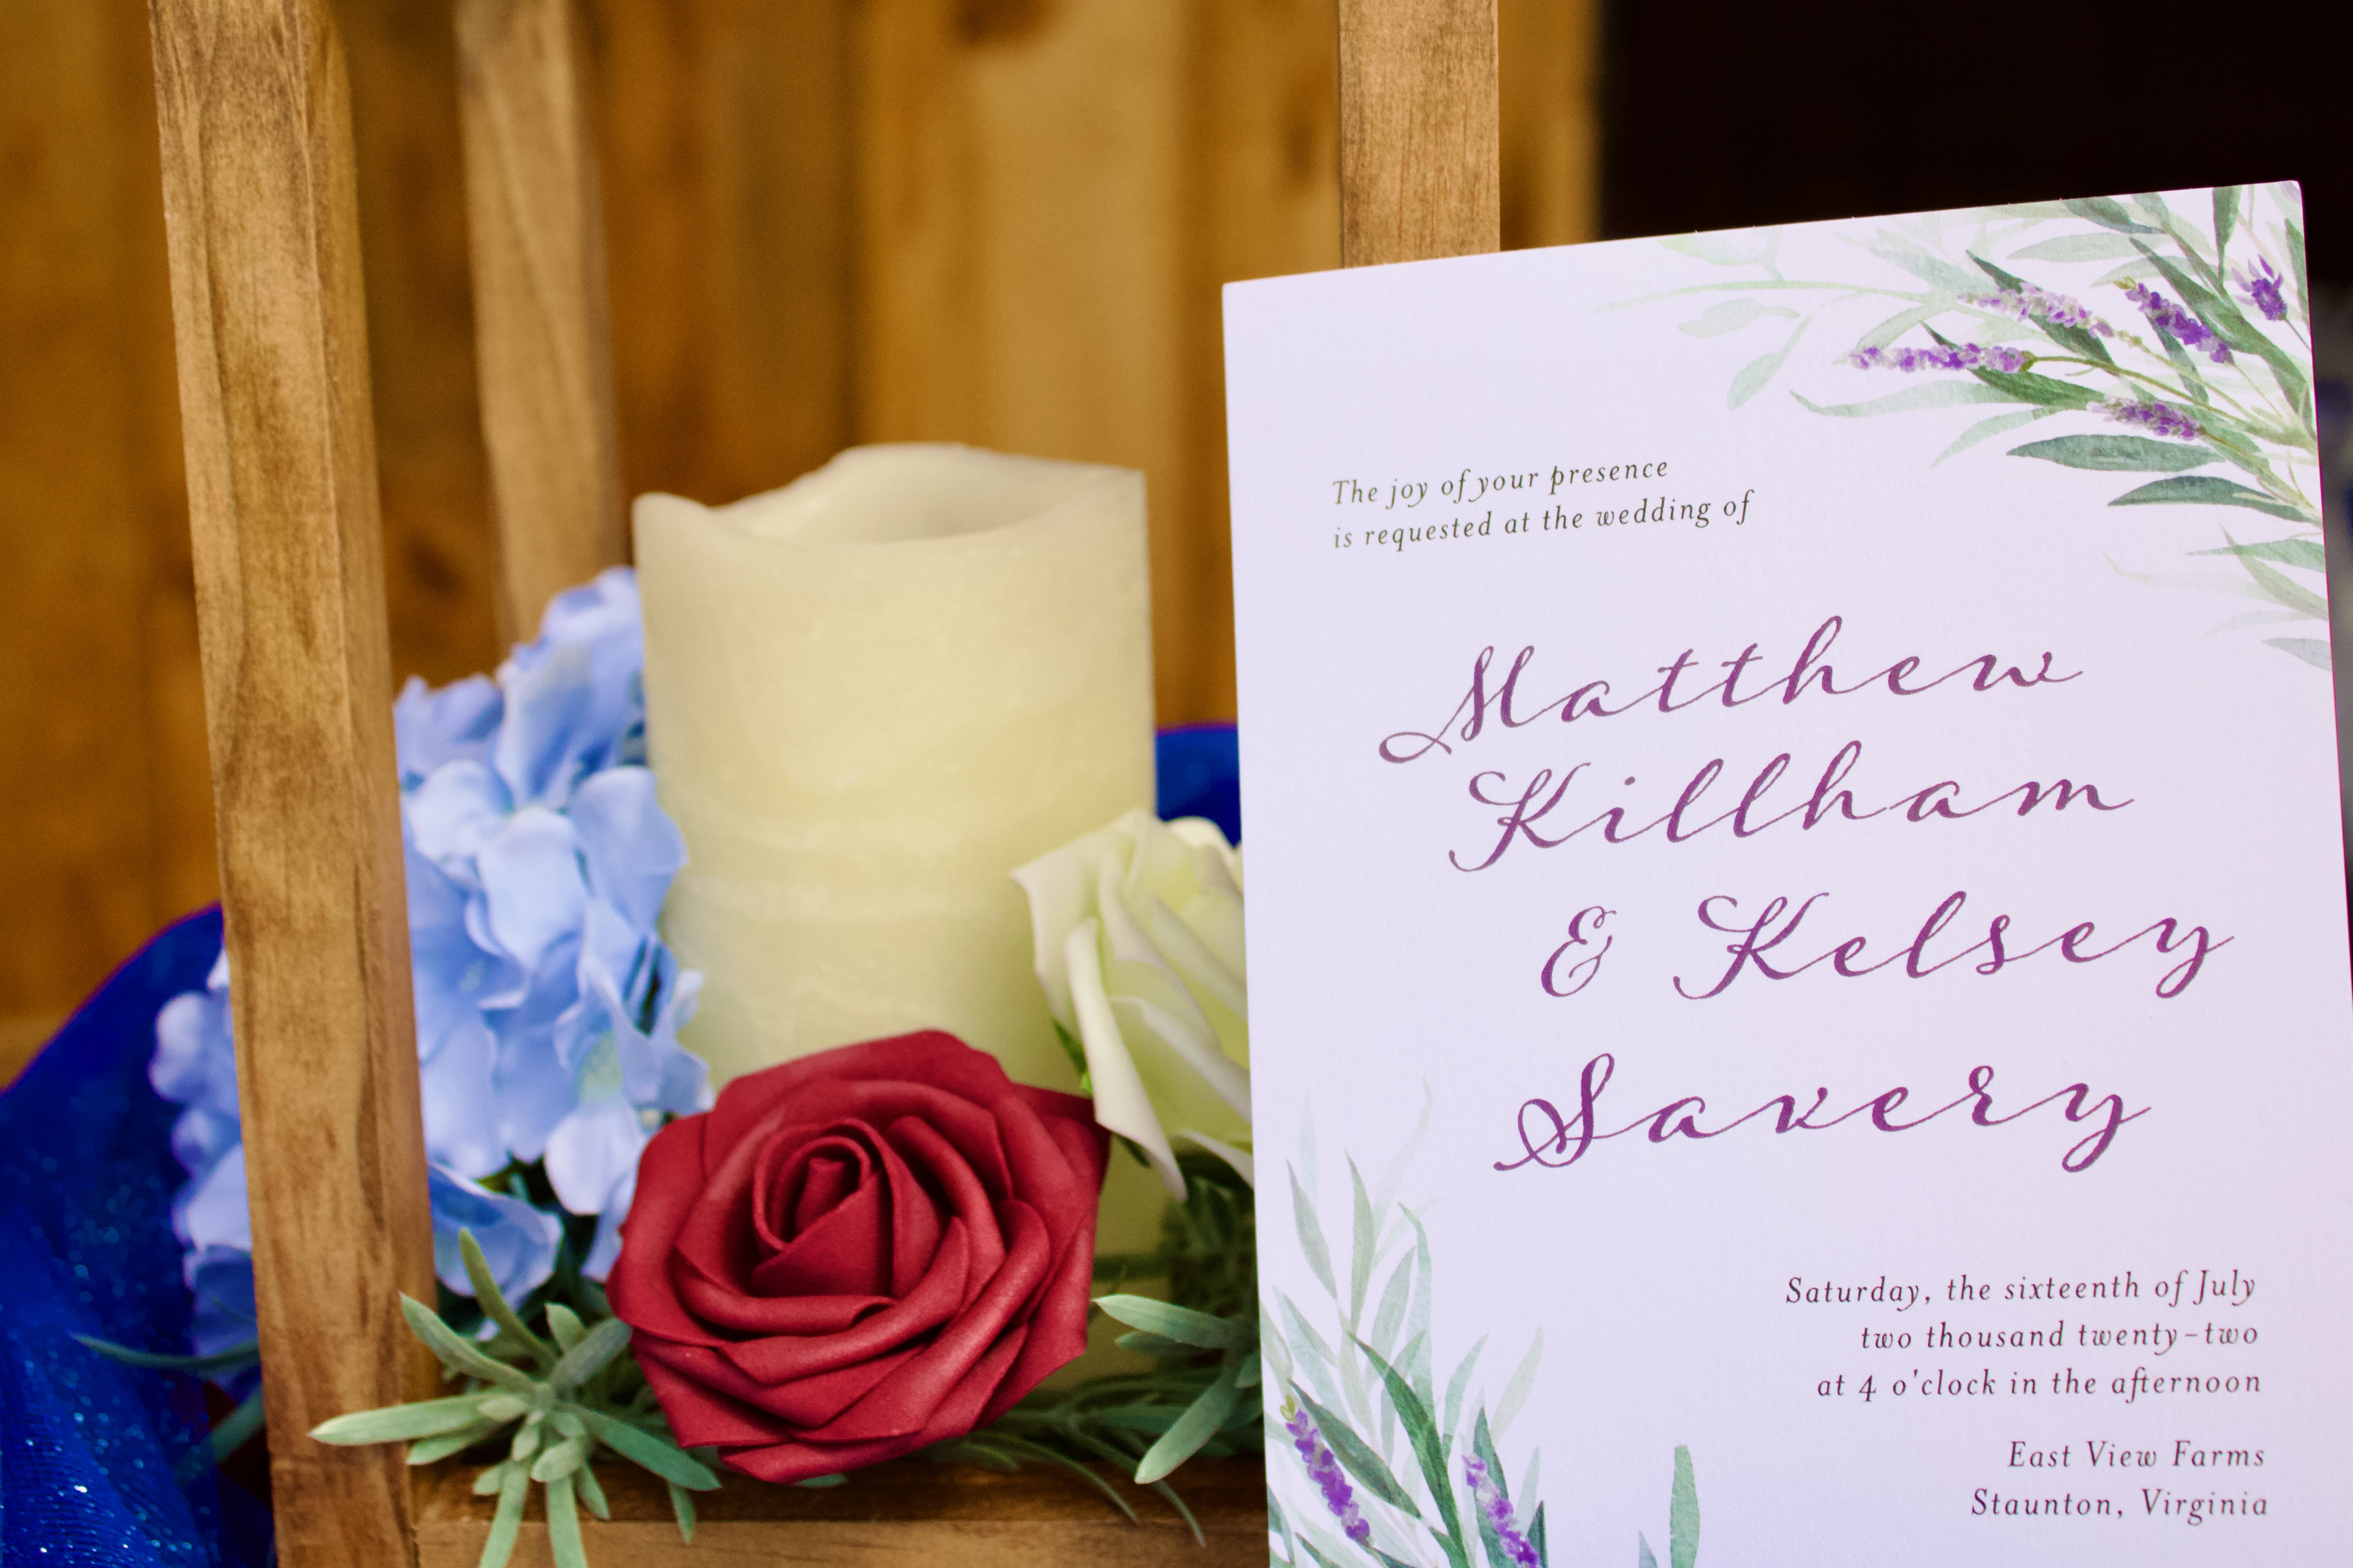 The joy of your presence
is requested at the wedding of
Matthew
Killham
& Kelsey
Savery
Saturday, the sixteenth of July
two thousand twenty-two
at 4 o'clock in the afternoon
East View Farms
Staunton, Virginia